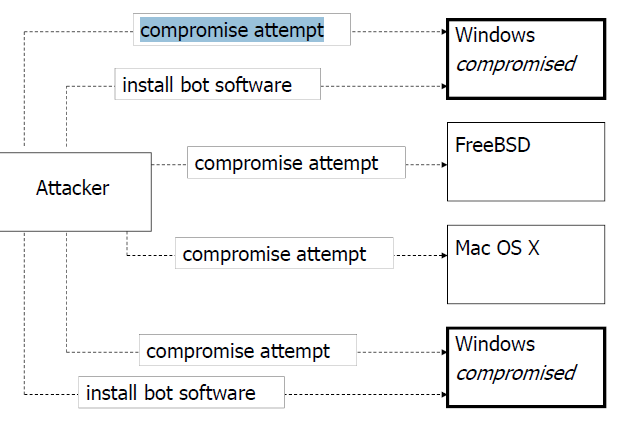 compromise attempt
Windows
compromised
install bot software
FreeBSD
compromise attempt
Attacker
compromise attempt
Mac OS X
compromise attempt
Windows
compromised
install bot software